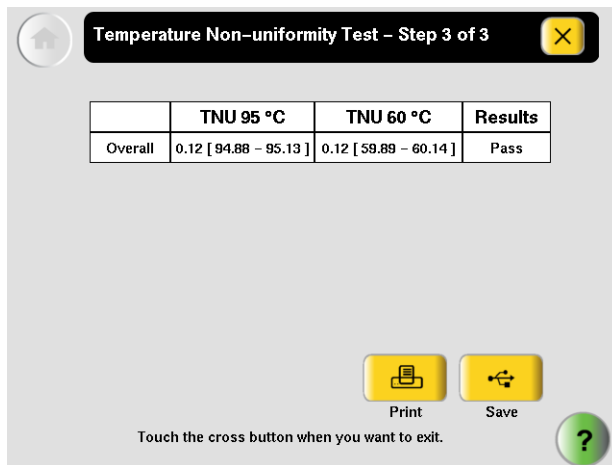 Temperature Non-uniformity Test – Step 3 of 3
TNU 95 °C TNU 60 °C Results
Overall 0.12 [ 94.88 – 95.13 ] 0.12 [ 59.89 – 60.14 ] Pass
Print Save
Touch the cross button when you want to exit.
?